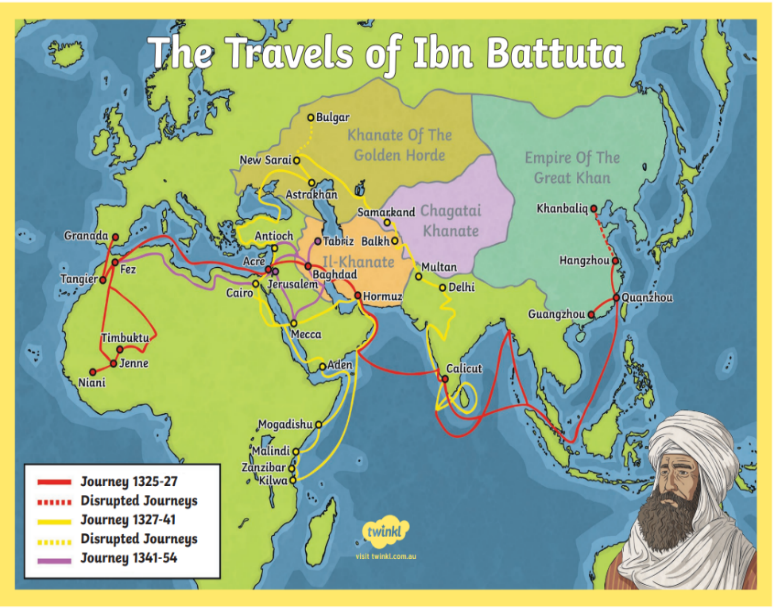 The Travels of Ibn Battuta
Bulgar
Khanate Of The
Golden Horde
New Sarai
Empire Of The
Great Khan
Astrakhan
Samarkand
Chagatai
Khanate
Khanbaliq
Granada
Antioch
Tabriz
Balkh
Fez
Acre
Il-Khanate
Hangzhou
Tangier
Jerusalem
Baghdad
Multan
Cairo
Hormuz
Delhi
Quanzhou
Guangzhou
Mecca
Timbuktu
Jenne
Aden
Calicut
Niani
Mogadishu
Malindi
Zanzibar
Kilwa
Journey 1325-27
Disrupted Journeys
Journey 1327-41
Disrupted Journeys
Journey 1341-54
twinkl
visit twinkl.com.au